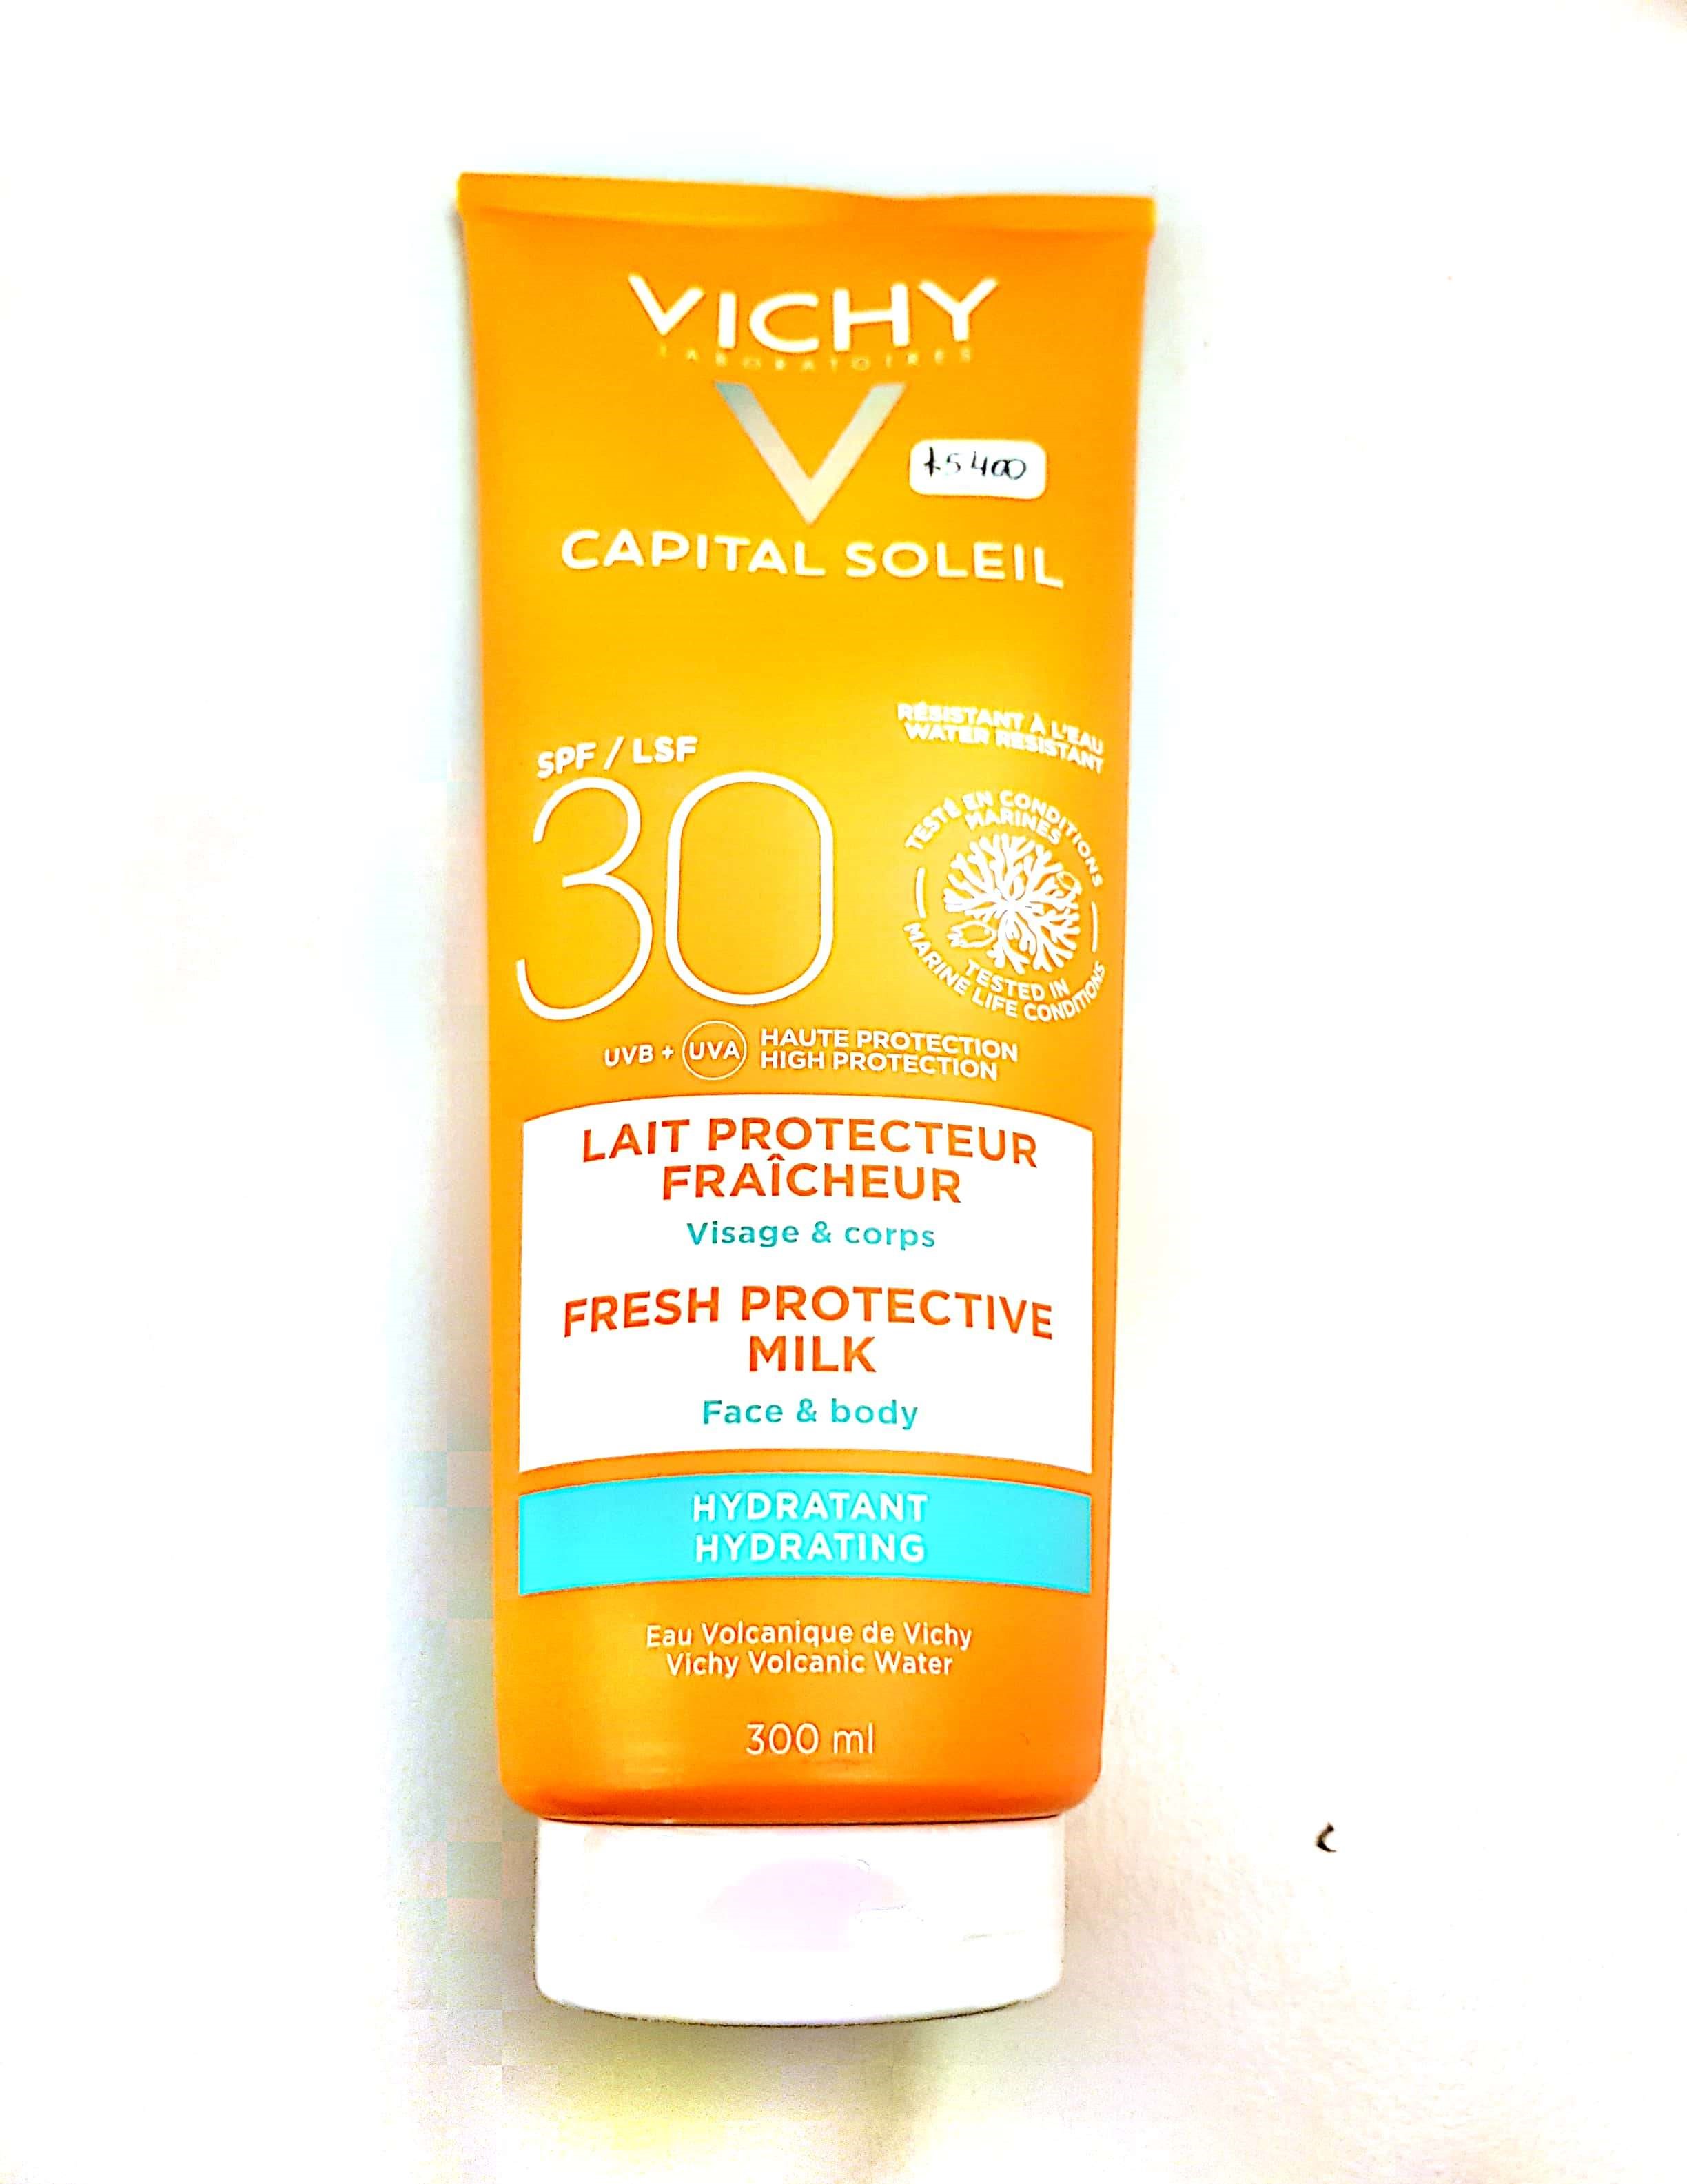 VICHY
LABORATOIRES
V
15400
CAPITAL SOLEIL
RÉSISTANT À L'EAU
WATER RESISTANT
SPF / LSF
30
TESTÉ EN CONDITIONS
MARINES
TESTED IN
MARINE LIFE CONDITIONS
UVB + UVA
HAUTE PROTECTION
HIGH PROTECTION
LAIT PROTECTEUR
FRAÎCHEUR
Visage & corps
FRESH PROTECTIVE
MILK
Face & body
HYDRATANT
HYDRATING
Eau Volcanique de Vichy
Vichy Volcanic Water
300 ml